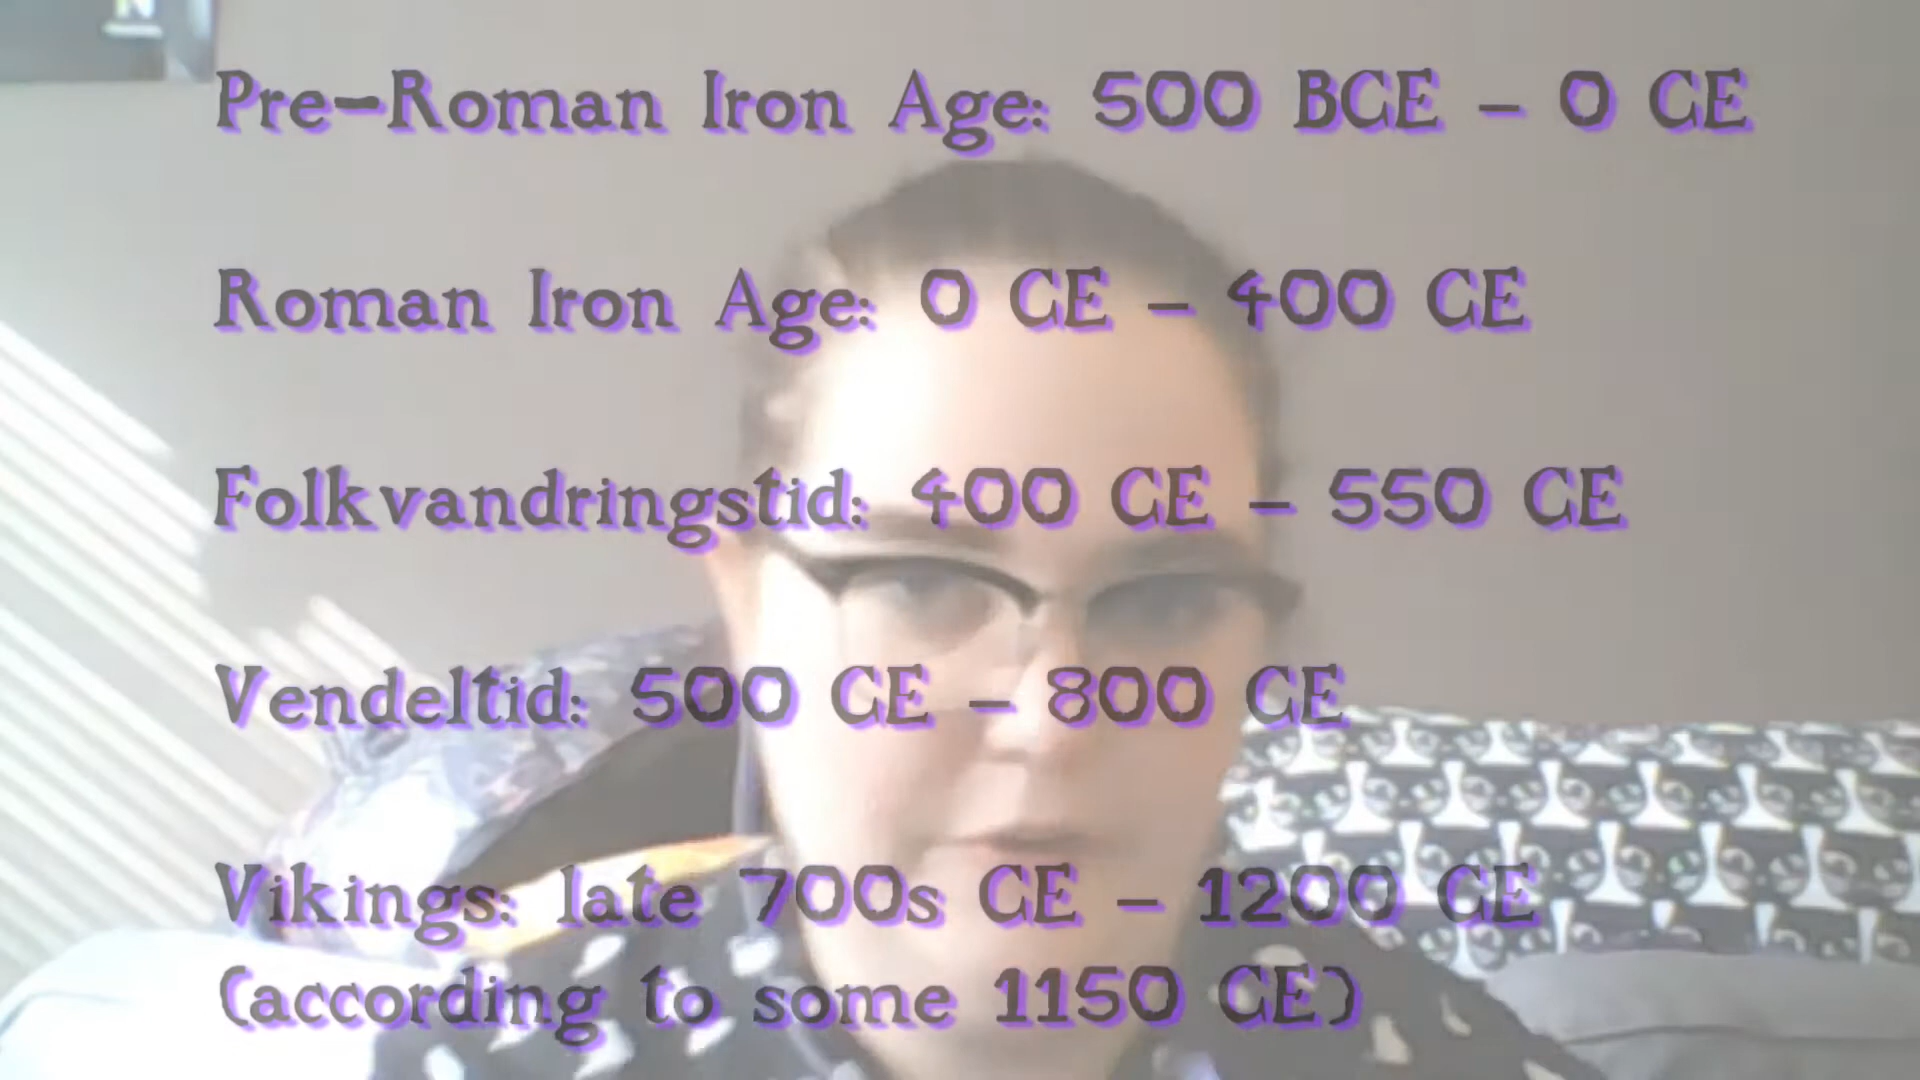 Pre-Roman Iron Age: 500 BCE - 0 CE
Roman Iron Age: 0 CE - 400 CE
Folkvandringstid: 400 CE - 550 CE
Vendeltid: 500 CE - 800 CE
Vikings: late 700s CE - 1200 CE
(according to some 1150 CE)